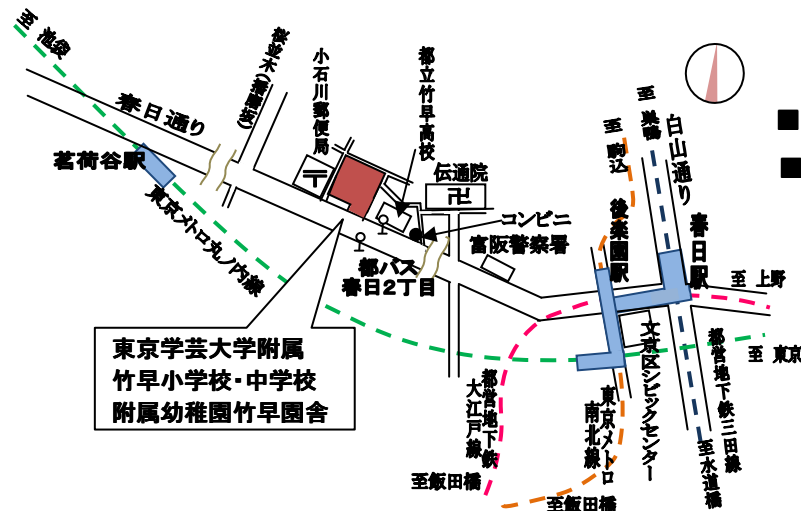 至 池袋
春日通り
茗荷谷駅
東京メトロ丸ノ内線
桜並木(播磨坂)
小石川郵便局
〒
都立竹早高校
伝通院
卍
コンビニ
富阪警察署
都バス
春日2丁目
東京学芸大学附属
竹早小学校・中学校
附属幼稚園竹早園舎
至 駒込
後楽園駅
至 巣鴨
白山通り
春日駅
至 上野
至 東京
文京区シビックセンター
都営地下鉄三田線
至水道橋
東京メトロ
南北線
都営地下鉄
大江戸線
至飯田橋
至飯田橋